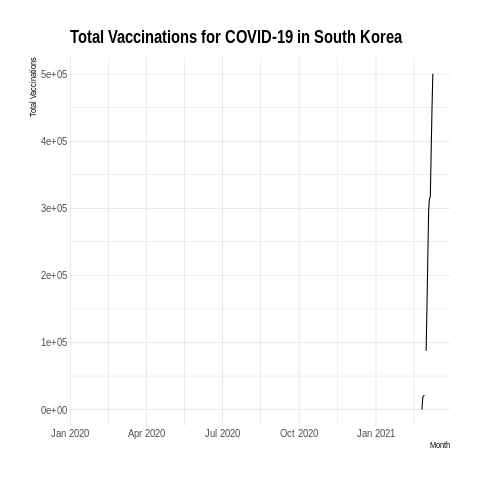 Total Vaccinations for COVID-19 in South Korea
Total Vaccinations
5e+05
4e+05
3e+05
2e+05
1e+05
0e+00
Jan 2020 Apr 2020 Jul 2020 Oct 2020 Jan 2021
Month